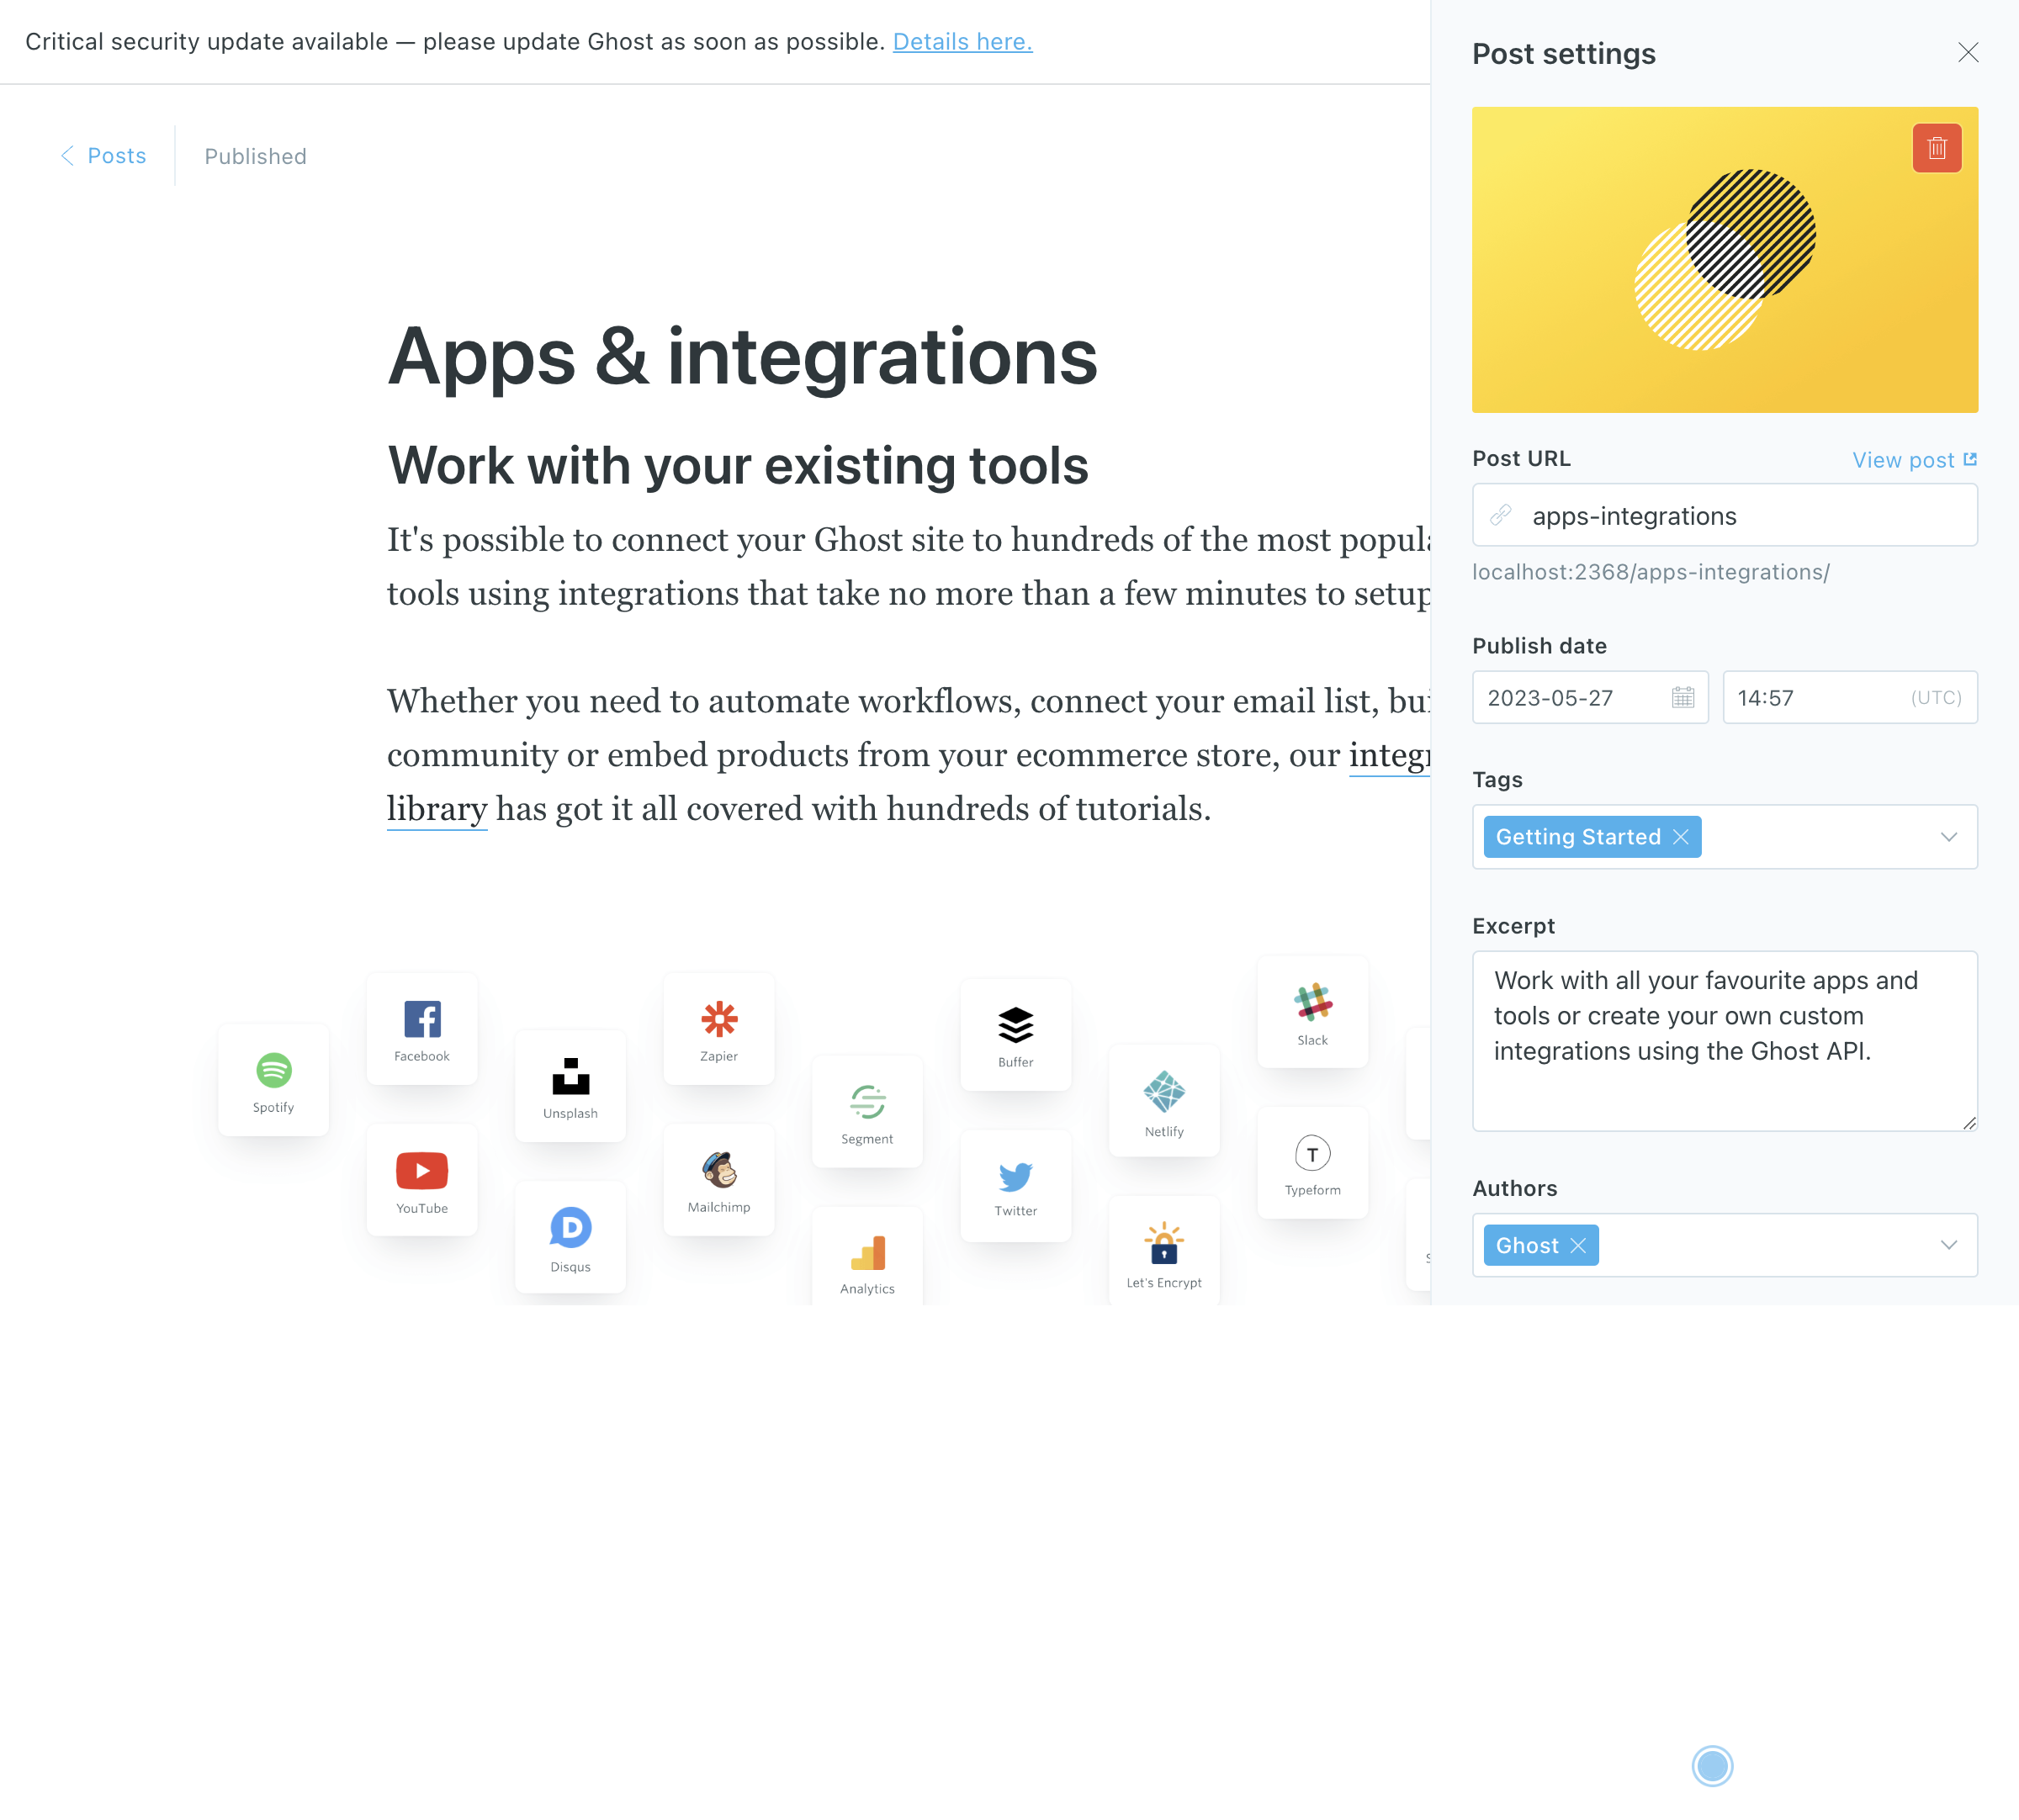 Critical security update available — please update Ghost as soon as possible. Details here.
Posts
Published
Apps & integrations
Work with your existing tools
It's possible to connect your Ghost site to hundreds of the most
tools using integrations that take no more than a few minutes to setup
Whether you need to automate workflows, connect your email list,
community or embed products from your ecommerce store, our
library has got it all covered with hundreds of tutorials.
Spotify
Facebook
YouTube
Unsplash
Disqus
Zapier
Mailchimp
Segment
Analytics
Buffer
Twitter
Netlify
Let's Encrypt
Slack
T
Typeform
Post settings
Post URL
View post
apps-integrations
localhost:2368/apps-integrations/
Publish date
2023-05-27
14:57
(UTC)
Tags
Getting Started
Excerpt
Work with all your favourite apps and
tools or create your own custom
integrations using the Ghost API.
Authors
Ghost